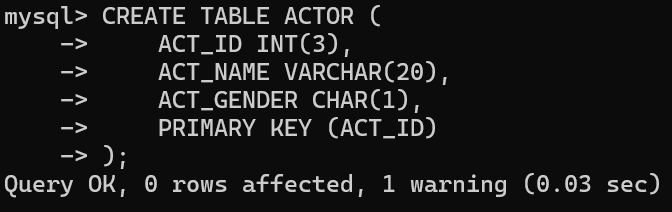 mysql> CREATE TABLE ACTOR (
    ->     ACT_ID INT(3),
    ->     ACT_NAME VARCHAR(20),
    ->     ACT_GENDER CHAR(1),
    ->     PRIMARY KEY (ACT_ID)
    -> );
Query OK, 0 rows affected, 1 warning (0.03 sec)